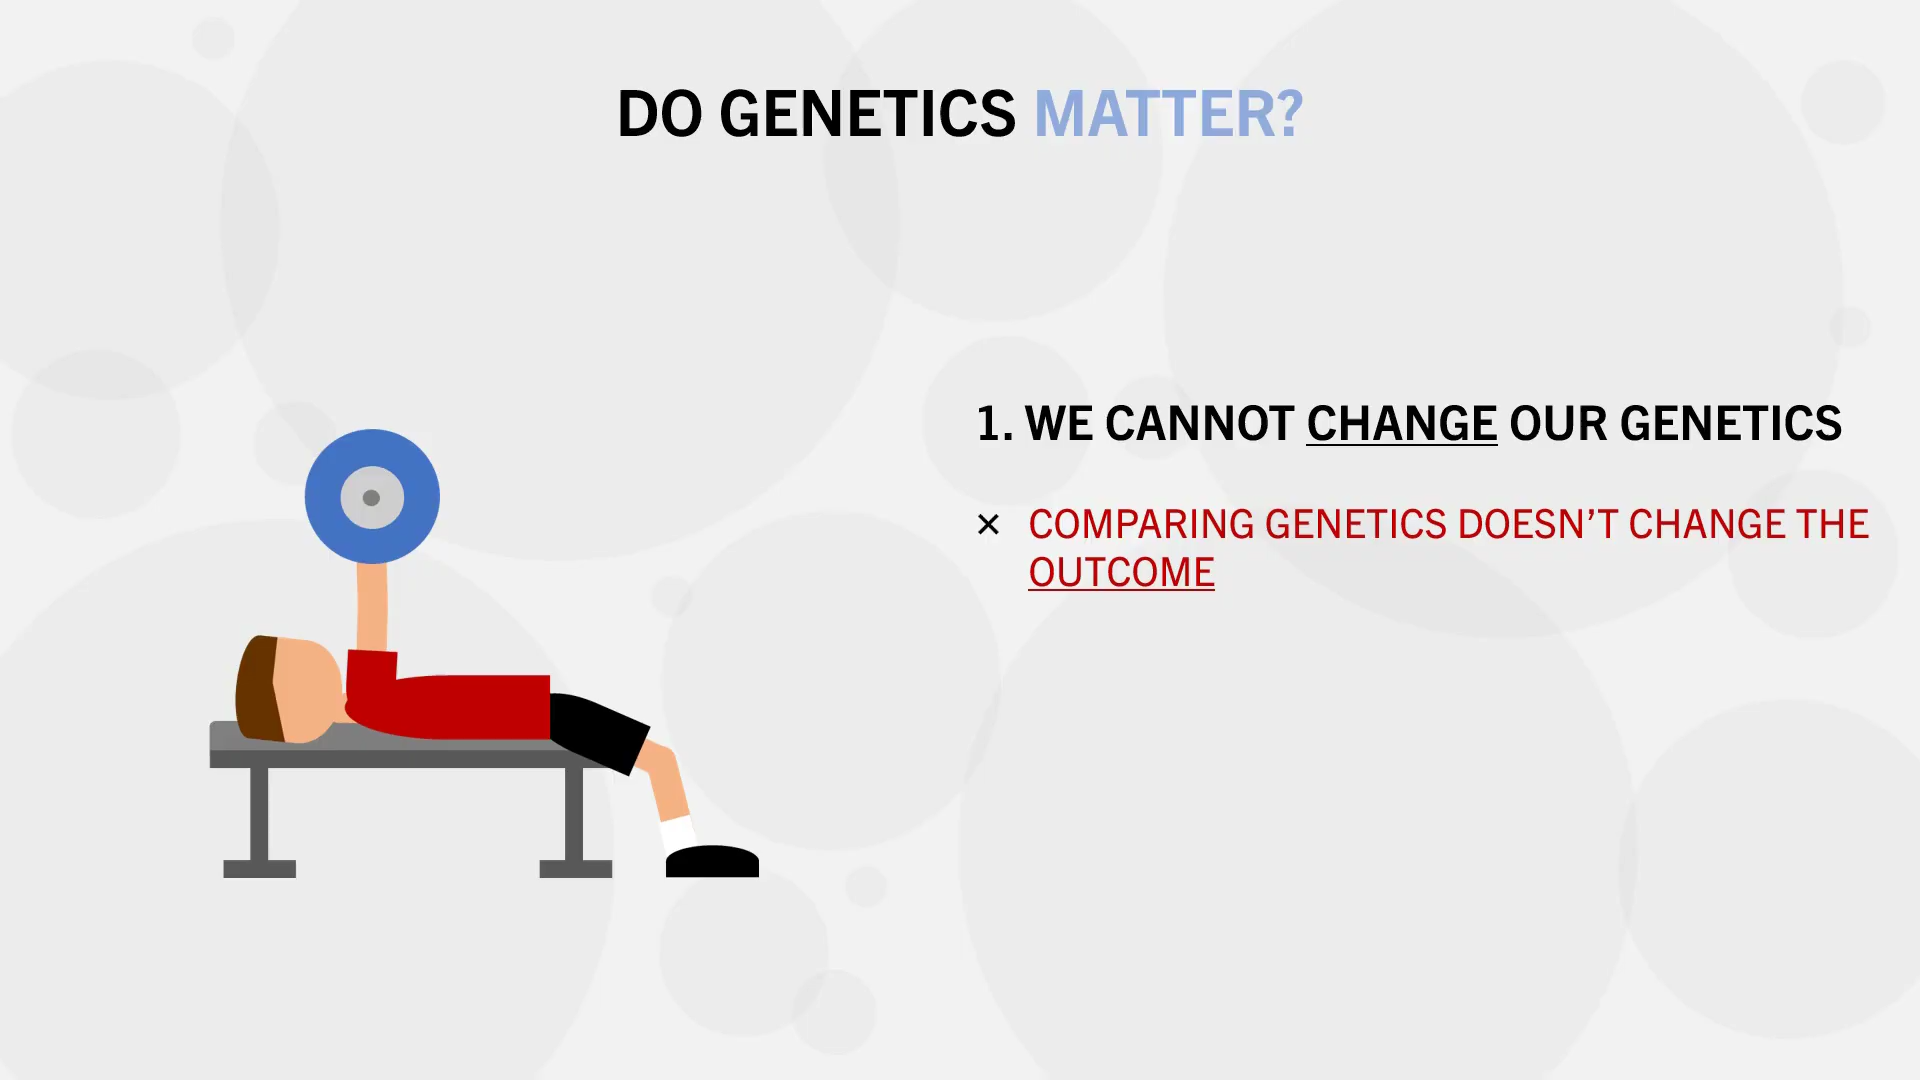 DO GENETICS MATTER?
1. WE CANNOT CHANGE OUR GENETICS
× COMPARING GENETICS DOESN’T CHANGE THE
OUTCOME